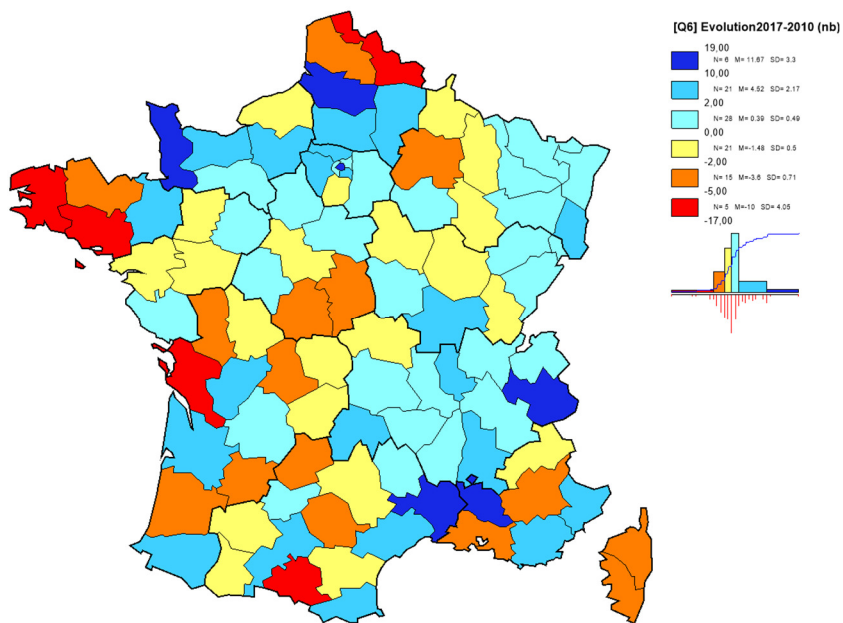 [Q6] Evolution2017-2010 (nb)
19,00
N= 6 M= 11.67 SD= 3.3
10,00
N= 21 M= 4.52 SD= 2.17
2,00
N= 28 M= 0.39 SD= 0.49
0,00
N= 21 M=-1.48 SD= 0.5
-2,00
N= 15 M=-3.6 SD= 0.71
-5,00
N= 5 M=-10 SD= 4.05
-17,00